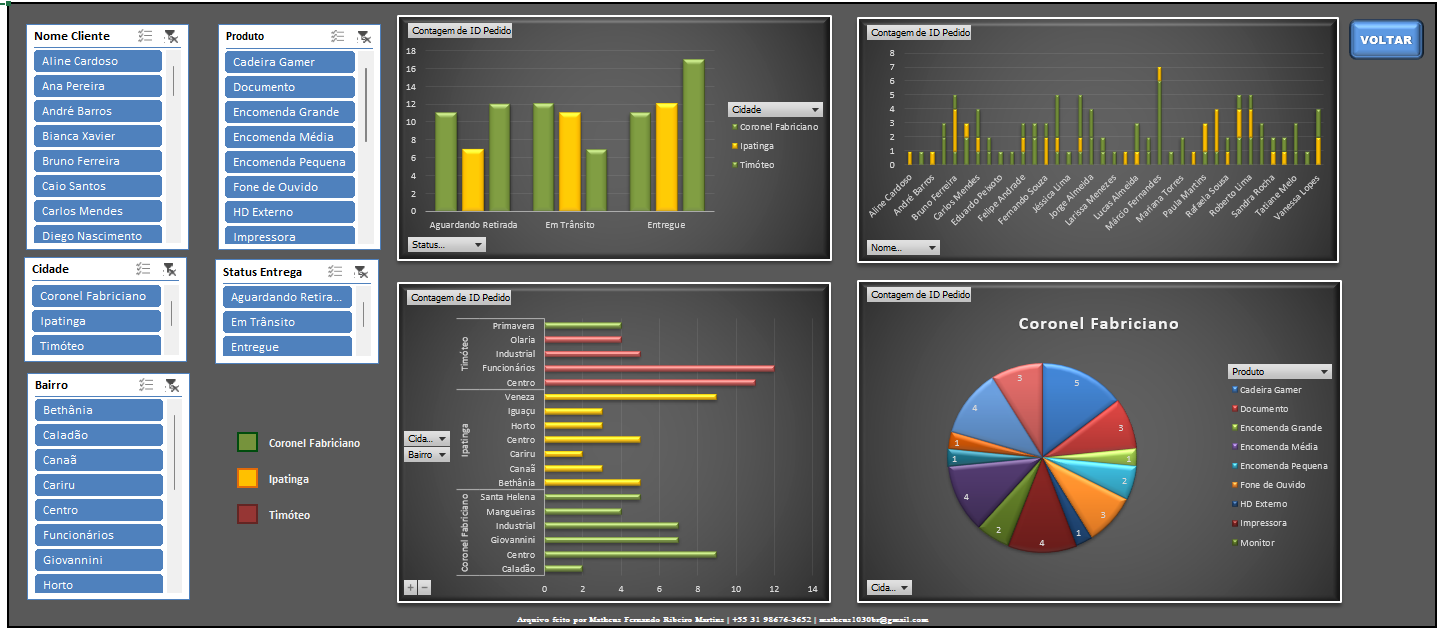 Nome Cliente
Aline Cardoso
Ana Pereira
André Barros
Bianca Xavier
Bruno Ferreira
Caio Santos
Carlos Mendes
Diego Nascimento
Produto
Cadeira Gamer
Documento
Encomenda Grande
Encomenda Média
Encomenda Pequena
Fone de Ouvido
HD Externo
Impressora
Cidade
Coronel Fabriciano
Ipatinga
Timóteo
Status Entrega
Aguardando Retira...
Em Trânsito
Entregue
Bairro
Bethânia
Caladão
Canaã
Cariru
Centro
Funcionários
Giovannini
Horto
Coronel Fabriciano
Ipatinga
Timóteo
Contagem de ID Pedido
18
16
14
12
10
8
6
4
2
0
Aguardando Retirada
Em Trânsito
Entregue
Cidade
Coronel Fabriciano
Ipatinga
Timóteo
Status...
Contagem de ID Pedido
8
7
6
5
4
3
2
1
0
Aline Cardoso
André Barros
Bruno Ferreira
Carlos Mendes
Eduardo Peixoto
Felipe Andrade
Fernando Souza
Jéssica Lima
Jorge Almeida
Larissa Menezes
Lucas Almeida
Márcio Fernandes
Mariana Torres
Paula Martins
Rafaela Sousa
Roberto Lima
Sandra Rocha
Tatiane Melo
Vanessa Lopes
Nome...
VOLTAR
Contagem de ID Pedido
Timóteo
Primavera
Olaria
Industrial
Funcionários
Centro
Ipatinga
Veneza
Iguaçu
Horto
Centro
Cariru
Canaã
Bethânia
Coronel Fabriciano
Santa Helena
Mangueiras
Industrial
Giovannini
Centro
Caladão
0 2 4 6 8 10 12 14
Cida...
Bairro
+ −
Contagem de ID Pedido
Coronel Fabriciano
5
3
1
2
3
1
4
2
4
1
1
4
3
Produto
Cadeira Gamer
Documento
Encomenda Grande
Encomenda Média
Encomenda Pequena
Fone de Ouvido
HD Externo
Impressora
Monitor
Cida...
Arquivo feito por Matheus Fernando Ribeiro Martins | +55 31 98676-3652 | matheus1030br@gmail.com